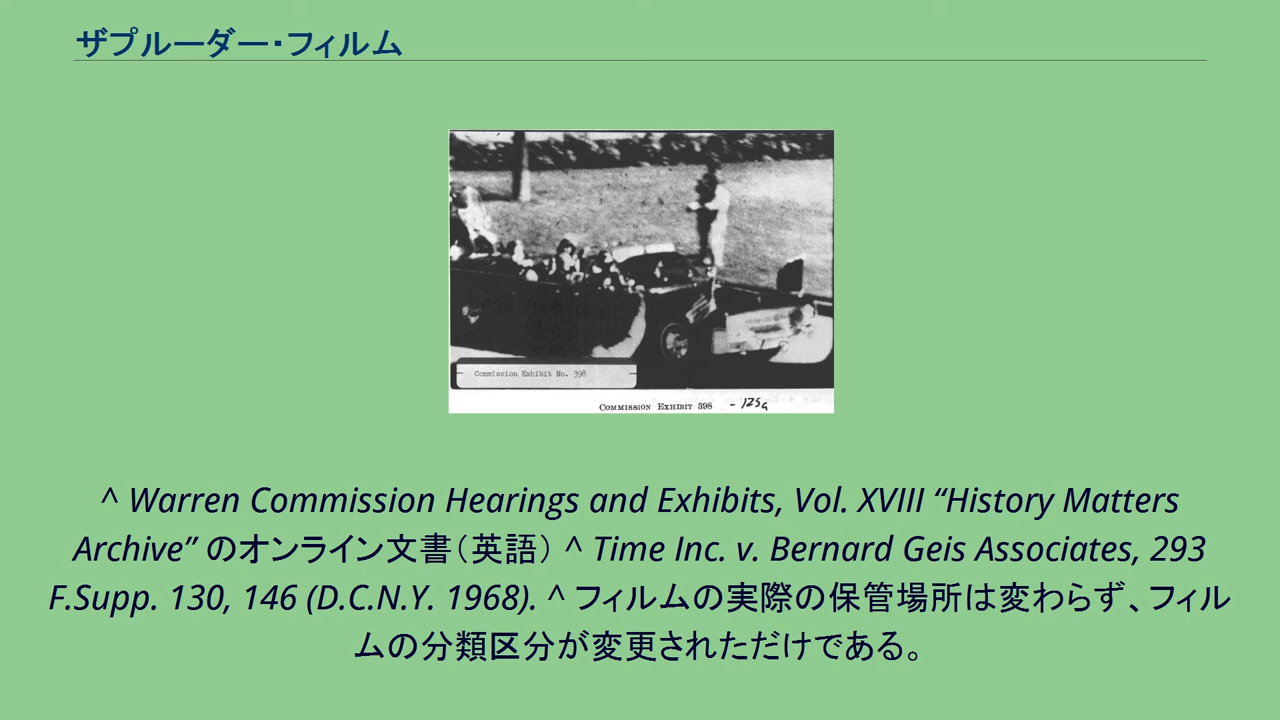 ザプルーダー・フィルム
Commission Exhibit No. 398
COMMISSION EXHIBIT 398 - 125a
^ Warren Commission Hearings and Exhibits, Vol. XVIII “History Matters
Archive” のオンライン文書（英語） ^ Time Inc. v. Bernard Geis Associates, 293
F.Supp. 130, 146 (D.C.N.Y. 1968). ^ フィルムの実際の保管場所は変わらず、フィル
ムの分類区分が変更されただけである。